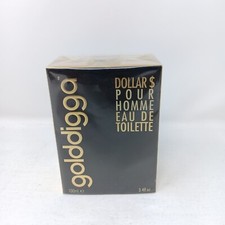 golddigga
DOLLAR $
POUR
HOMME
EAU DE
TOILETTE